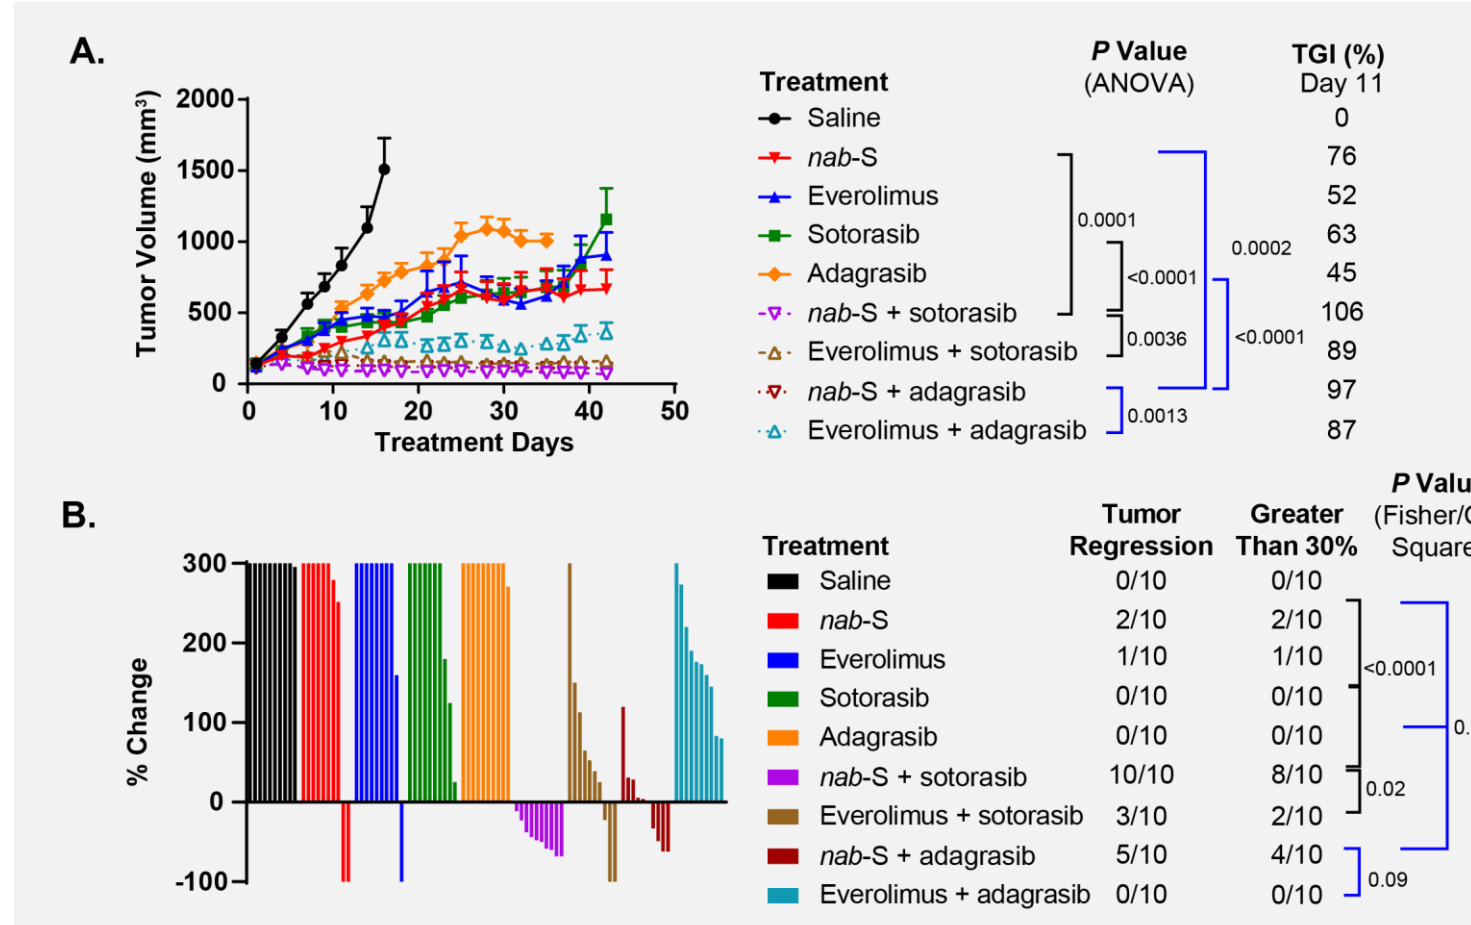 A.
P Value TGI (%)
Treatment (ANOVA) Day 11
Tumor Volume (mm³)
2000
1500
1000
500
0
0 10 20 30 40 50
Treatment Days
Saline 0
nab-S 76
Everolimus 52
Sotorasib 63
Adagrasib 45
nab-S + sotorasib 106
Everolimus + sotorasib 89
nab-S + adagrasib 97
Everolimus + adagrasib 87
0.0001
0.0002
<0.0001
0.0036
<0.0001
0.0013
B.
P Valu
Tumor Greater (Fisher/
Treatment Regression Than 30% Square
% Change
300
200
100
0
-100
Saline 0/10 0/10
nab-S 2/10 2/10
Everolimus 1/10 1/10
Sotorasib 0/10 0/10
Adagrasib 0/10 0/10
nab-S + sotorasib 10/10 8/10
Everolimus + sotorasib 3/10 2/10
nab-S + adagrasib 5/10 4/10
Everolimus + adagrasib 0/10 0/10
<0.0001
0.
0.02
0.09